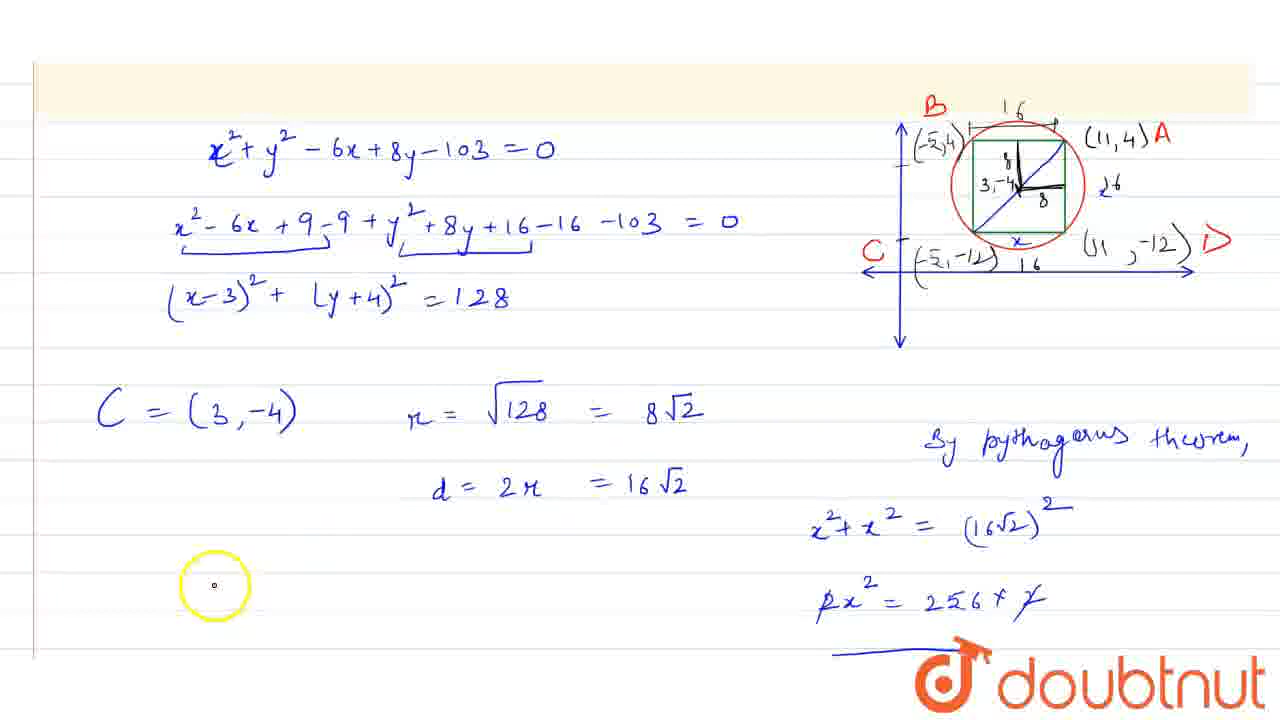 x² + y² - 6x + 8y - 103 = 0
x² - 6x + 9 - 9 + y² + 8y + 16 - 16 - 103 = 0
(x-3)² + (y+4)² = 128
C = (3, -4)
r = √128 = 8√2
d = 2r = 16√2
B
16
(-5, 4)
(11, 4) A
8
3, -4
8
16
x
C
(-5, -12)
16
(11, -12) D
By pythagorus theorem,
x² + x² = (16√2)²
2x² = 256 × 2
doubtnut